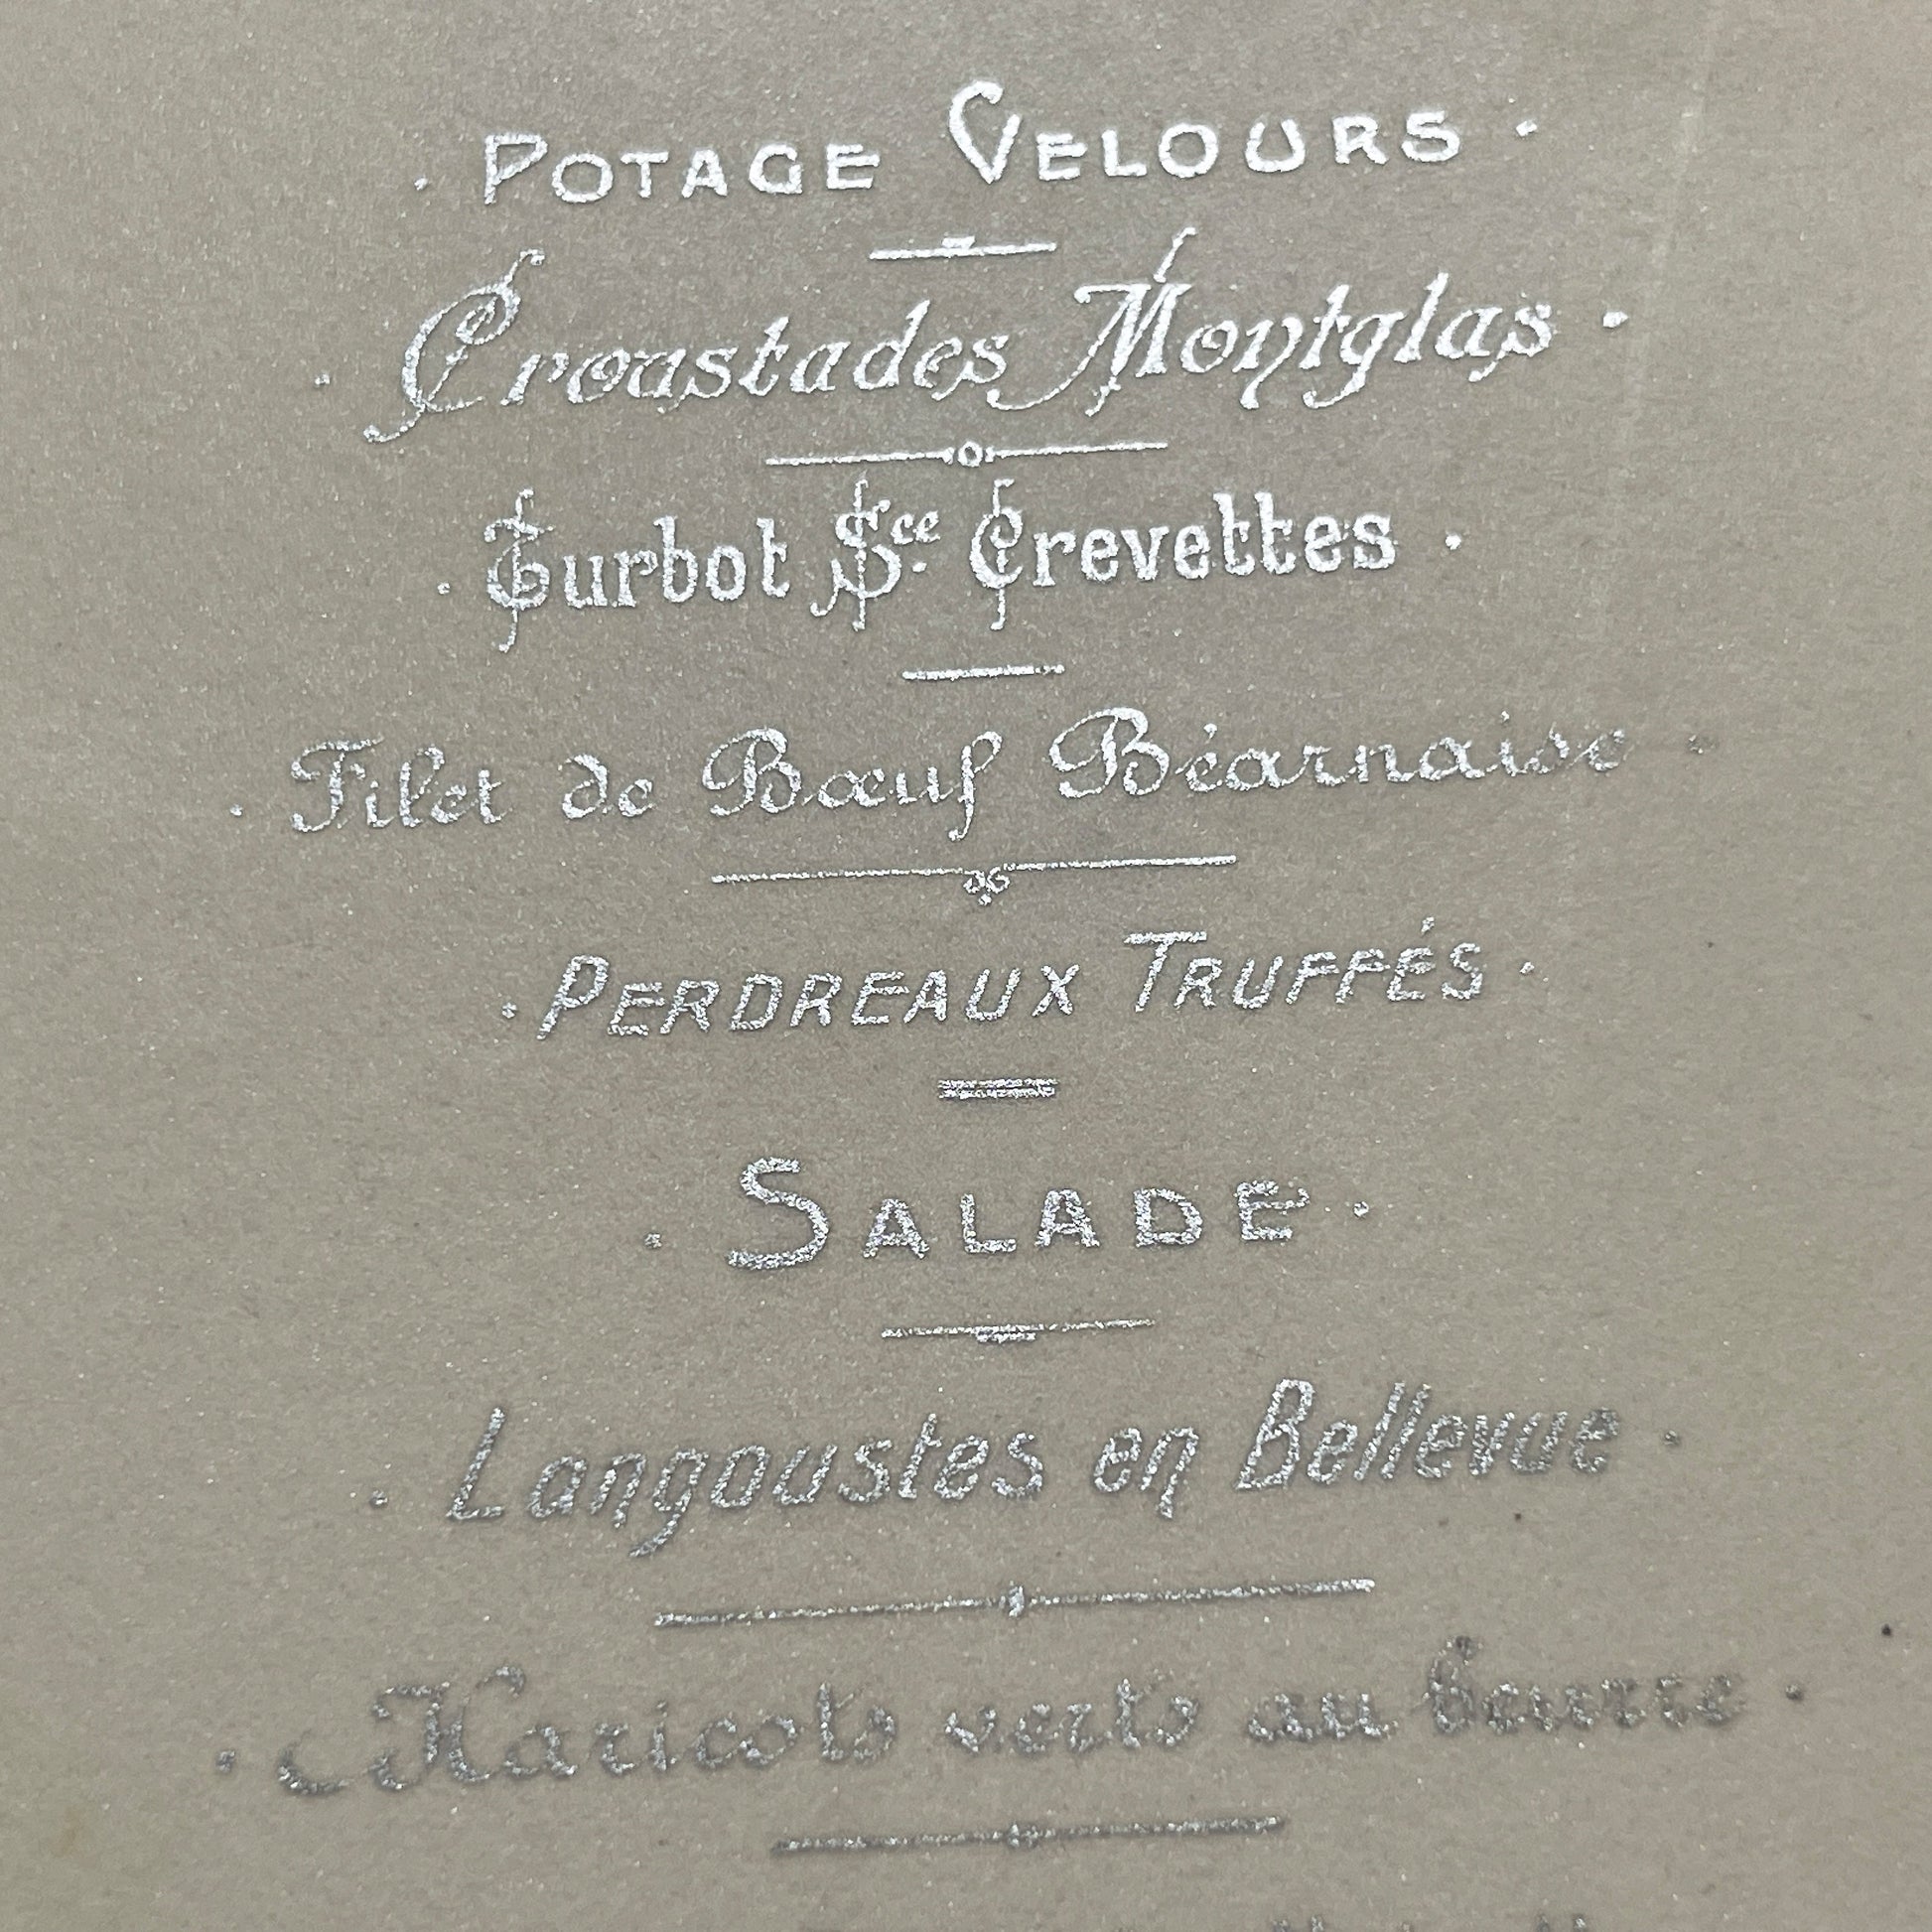 · POTAGE VELOURS ·
· Croustades Montglas ·
· Turbot Sce. Crevettes ·
· Filet de Bœuf Béarnaise ·
· PERDREAUX TRUFFÉS ·
· SALADE ·
· Langoustes en Bellevue ·
· Haricots verts au beurre ·